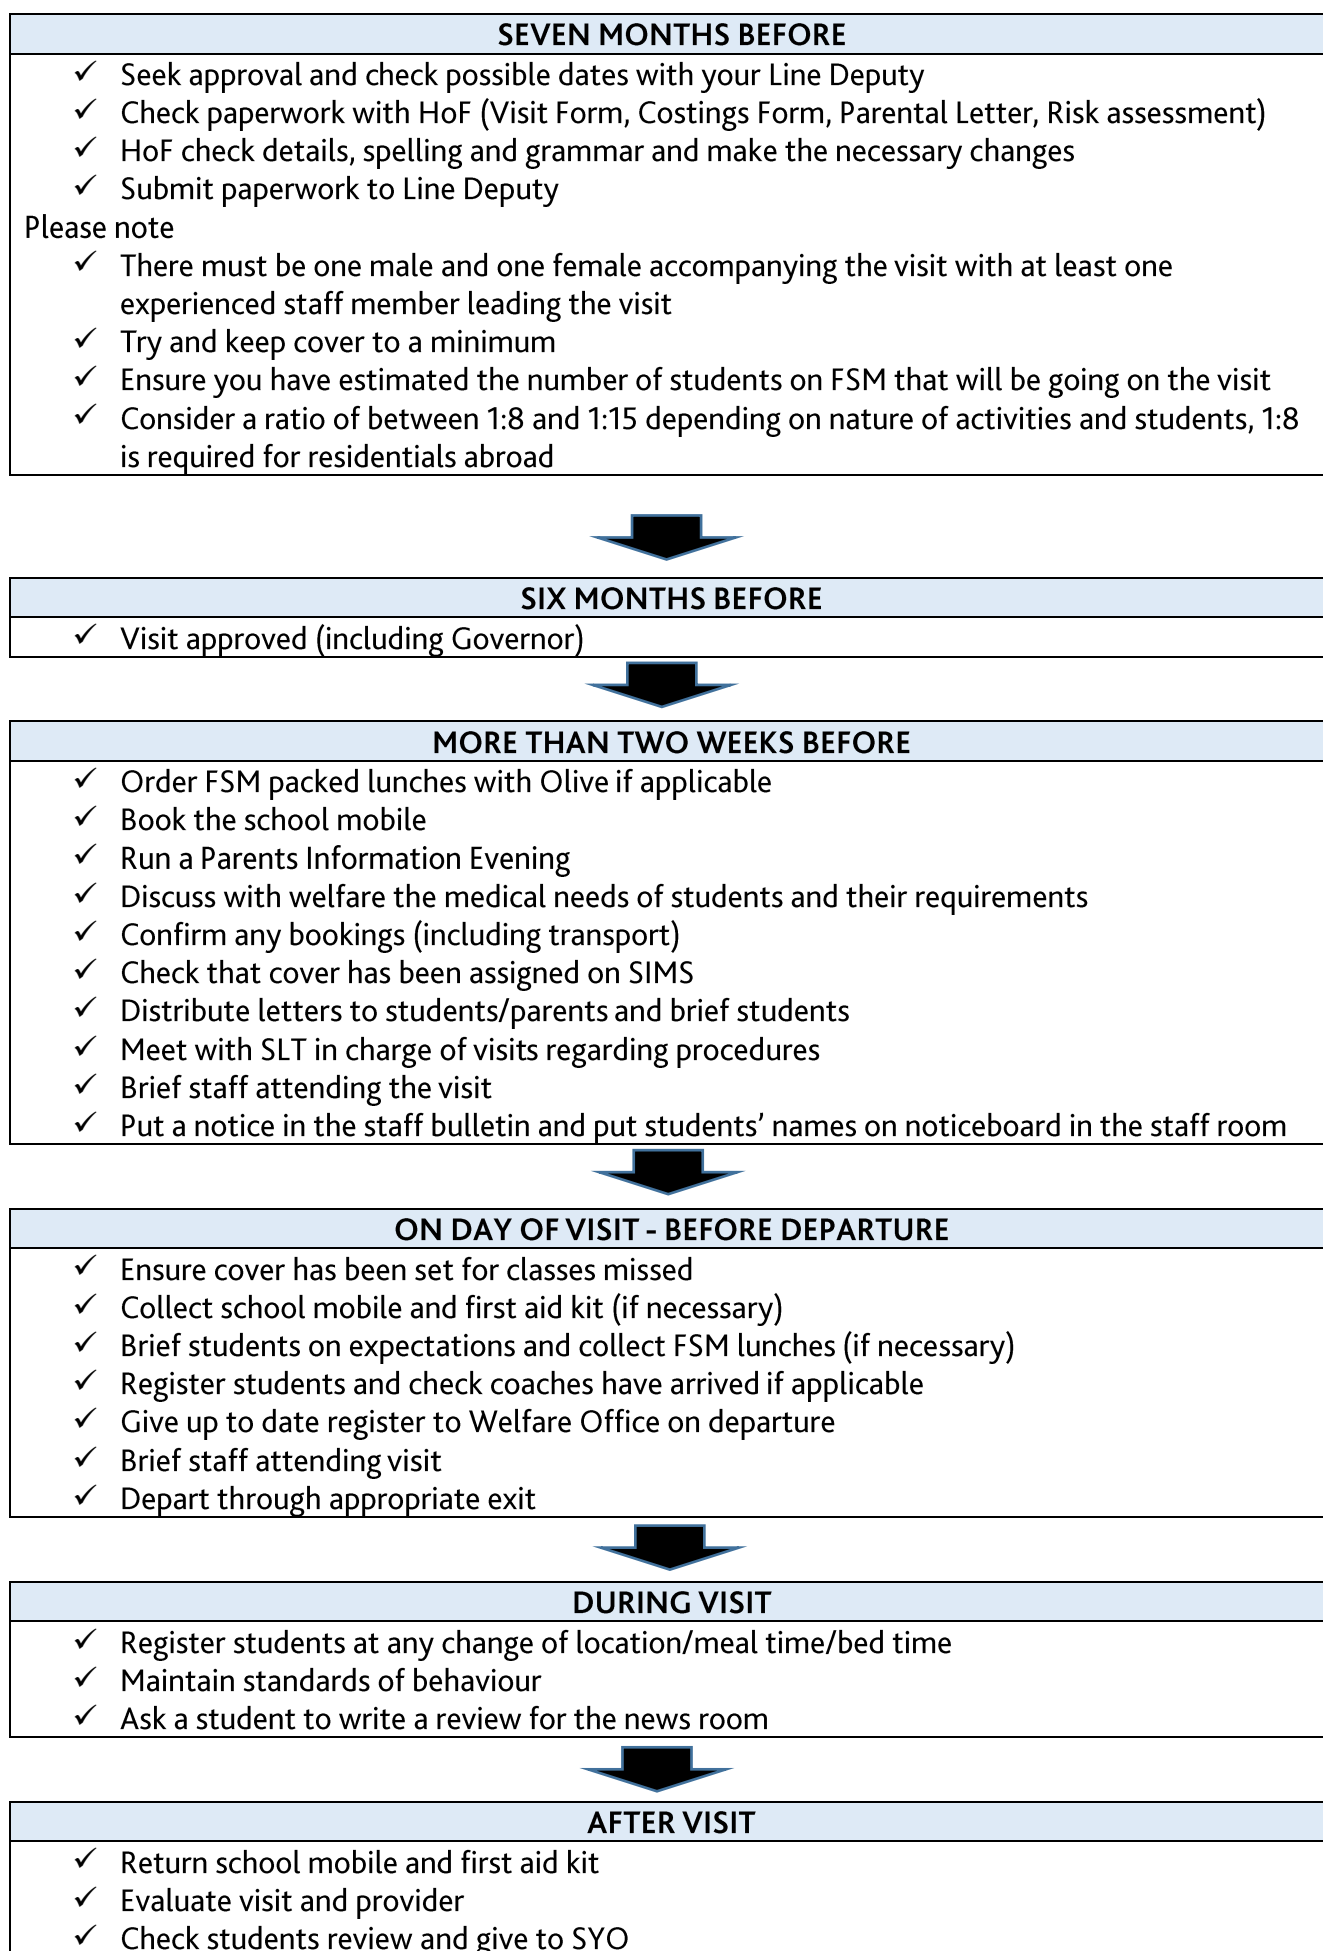 SEVEN MONTHS BEFORE
✓ Seek approval and check possible dates with your Line Deputy
✓ Check paperwork with HoF (Visit Form, Costings Form, Parental Letter, Risk assessment)
✓ HoF check details, spelling and grammar and make the necessary changes
✓ Submit paperwork to Line Deputy
Please note
✓ There must be one male and one female accompanying the visit with at least one
experienced staff member leading the visit
✓ Try and keep cover to a minimum
✓ Ensure you have estimated the number of students on FSM that will be going on the visit
✓ Consider a ratio of between 1:8 and 1:15 depending on nature of activities and students, 1:8
is required for residentials abroad
SIX MONTHS BEFORE
✓ Visit approved (including Governor)
MORE THAN TWO WEEKS BEFORE
✓ Order FSM packed lunches with Olive if applicable
✓ Book the school mobile
✓ Run a Parents Information Evening
✓ Discuss with welfare the medical needs of students and their requirements
✓ Confirm any bookings (including transport)
✓ Check that cover has been assigned on SIMS
✓ Distribute letters to students/parents and brief students
✓ Meet with SLT in charge of visits regarding procedures
✓ Brief staff attending the visit
✓ Put a notice in the staff bulletin and put students’ names on noticeboard in the staff room
ON DAY OF VISIT - BEFORE DEPARTURE
✓ Ensure cover has been set for classes missed
✓ Collect school mobile and first aid kit (if necessary)
✓ Brief students on expectations and collect FSM lunches (if necessary)
✓ Register students and check coaches have arrived if applicable
✓ Give up to date register to Welfare Office on departure
✓ Brief staff attending visit
✓ Depart through appropriate exit
DURING VISIT
✓ Register students at any change of location/meal time/bed time
✓ Maintain standards of behaviour
✓ Ask a student to write a review for the news room
AFTER VISIT
✓ Return school mobile and first aid kit
✓ Evaluate visit and provider
✓ Check students review and give to SYO